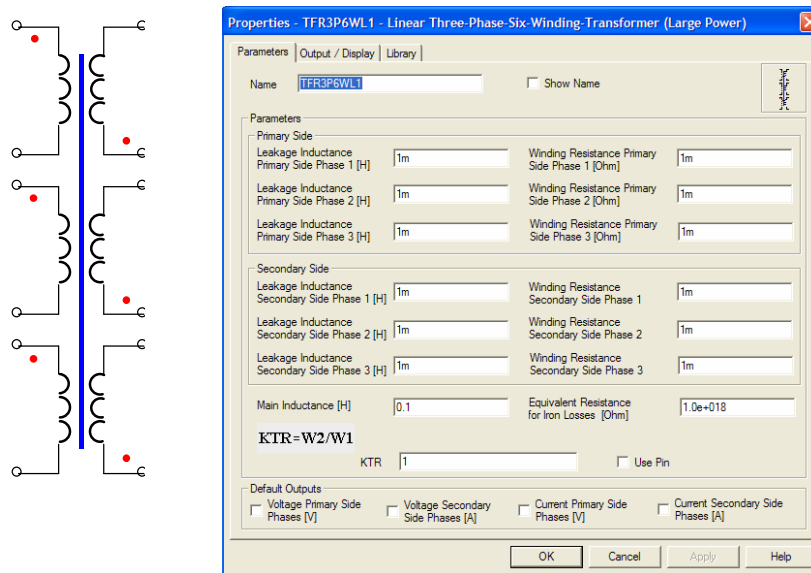 Properties - TFR3P6WL1 - Linear Three-Phase-Six-Winding-Transformer (Large Power)
Parameters Output / Display Library
Name TFR3P6WL1 Show Name
Parameters
Primary Side
Leakage Inductance
Primary Side Phase 1 [H] 1m
Winding Resistance Primary
Side Phase 1 [Ohm] 1m
Leakage Inductance
Primary Side Phase 2 [H] 1m
Winding Resistance Primary
Side Phase 2 [Ohm] 1m
Leakage Inductance
Primary Side Phase 3 [H] 1m
Winding Resistance Primary
Side Phase 3 [Ohm] 1m
Secondary Side
Leakage Inductance
Secondary Side Phase 1 [H] 1m
Winding Resistance
Secondary Side Phase 1 1m
Leakage Inductance
Secondary Side Phase 2 [H] 1m
Winding Resistance
Secondary Side Phase 2 1m
Leakage Inductance
Secondary Side Phase 3 [H] 1m
Winding Resistance
Secondary Side Phase 3 1m
Main Inductance [H] 0.1
Equivalent Resistance
for Iron Losses [Ohm] 1.0e+018
KTR=W2/W1
KTR 1 Use Pin
Default Outputs
Voltage Primary Side
Phases [V]
Voltage Secondary
Side Phases [A]
Current Primary Side
Phases [V]
Current Secondary Side
Phases [A]
OK Cancel Apply Help